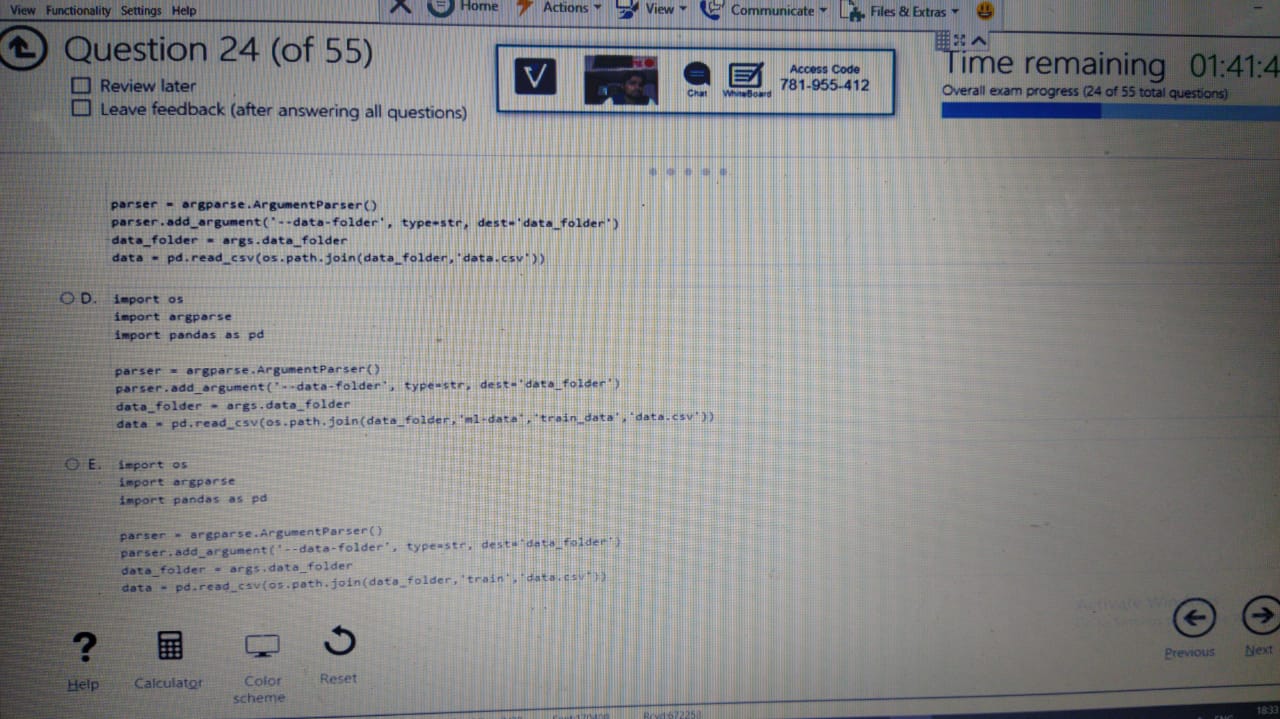 View Functionality Settings Help
Home Actions View Communicate Files & Extras
Question 24 (of 55)
Review later
Leave feedback (after answering all questions)
V
Chat
WhiteBoard
Access Code
781-955-412
Time remaining 01:41:4
Overall exam progress (24 of 55 total questions)
parser = argparse.ArgumentParser()
parser.add_argument('--data-folder', type=str, dest='data_folder')
data_folder = args.data_folder
data = pd.read_csv(os.path.join(data_folder,'data.csv'))
D. import os
import argparse
import pandas as pd
parser = argparse.ArgumentParser()
parser.add_argument('--data-folder', type=str, dest='data_folder')
data_folder = args.data_folder
data = pd.read_csv(os.path.join(data_folder,'ml-data','train_data','data.csv'))
E. import os
import argparse
import pandas as pd
parser = argparse.ArgumentParser()
parser.add_argument('--data-folder', type=str, dest='data_folder')
data_folder = args.data_folder
data = pd.read_csv(os.path.join(data_folder,'train','data.csv'))
Activate
Help
Calculator
Color scheme
Reset
Previous
Next
18:33